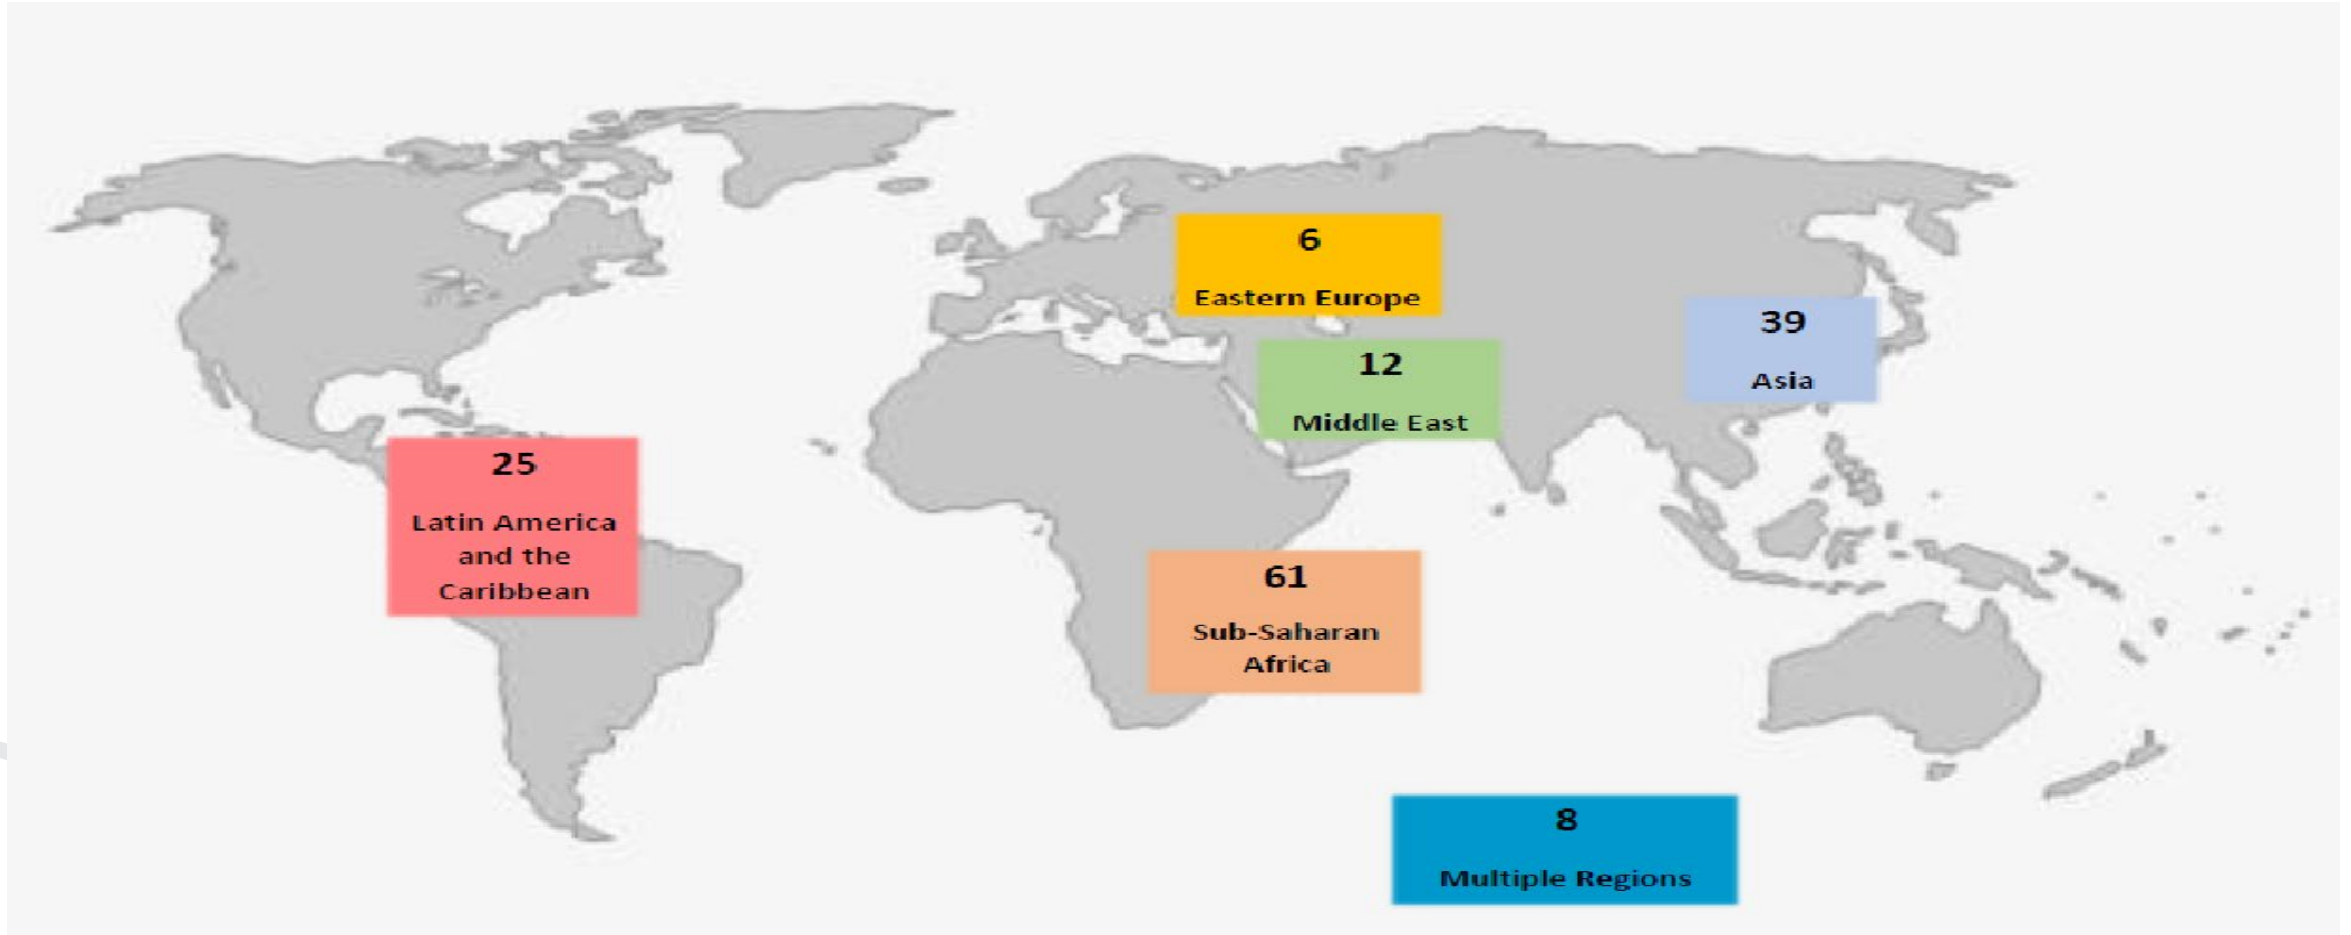 6
Eastern Europe
39
Asia
12
Middle East
25
Latin America
and the
Caribbean
61
Sub-Saharan
Africa
8
Multiple Regions